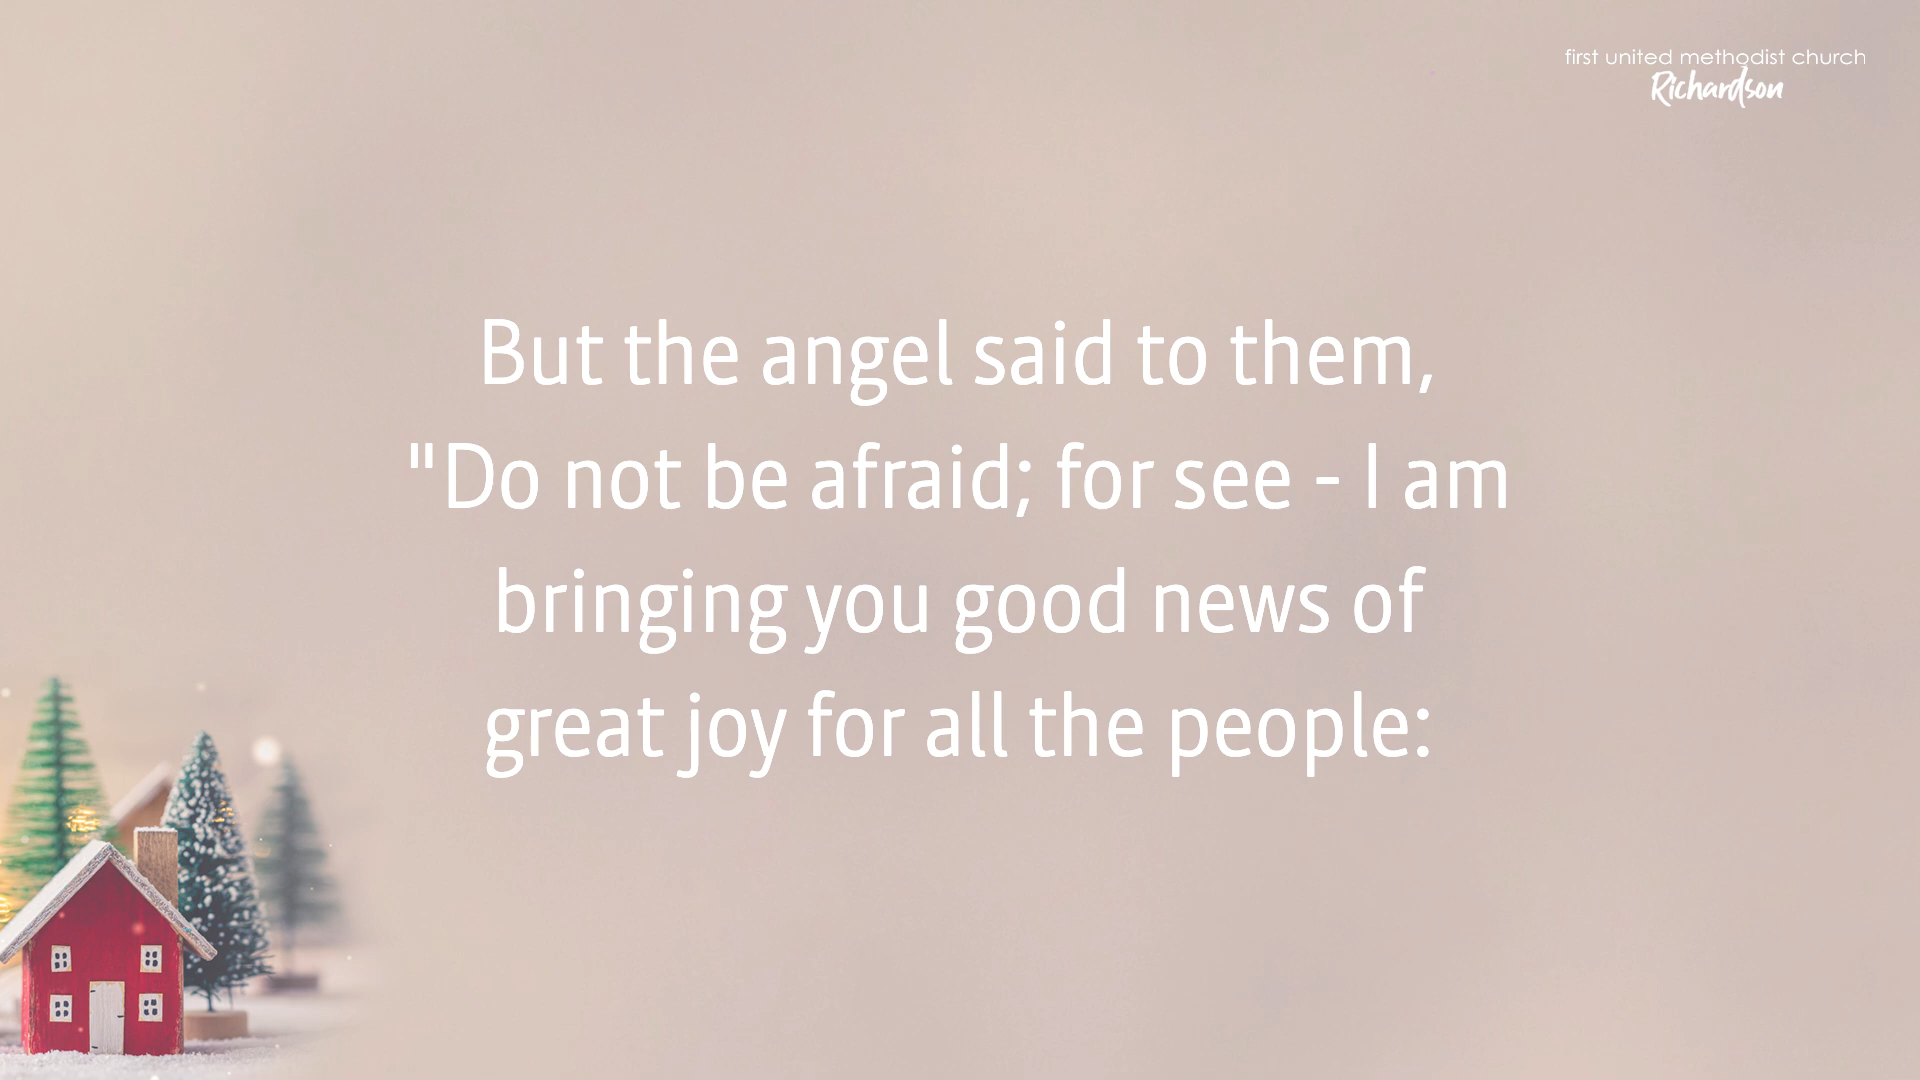 first united methodist church
Richardson
But the angel said to them,
"Do not be afraid; for see - I am
bringing you good news of
great joy for all the people: